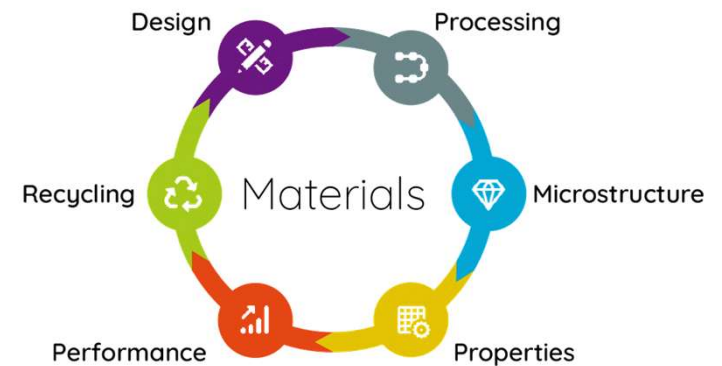 Design
Processing
Recycling
Materials
Microstructure
Performance
Properties